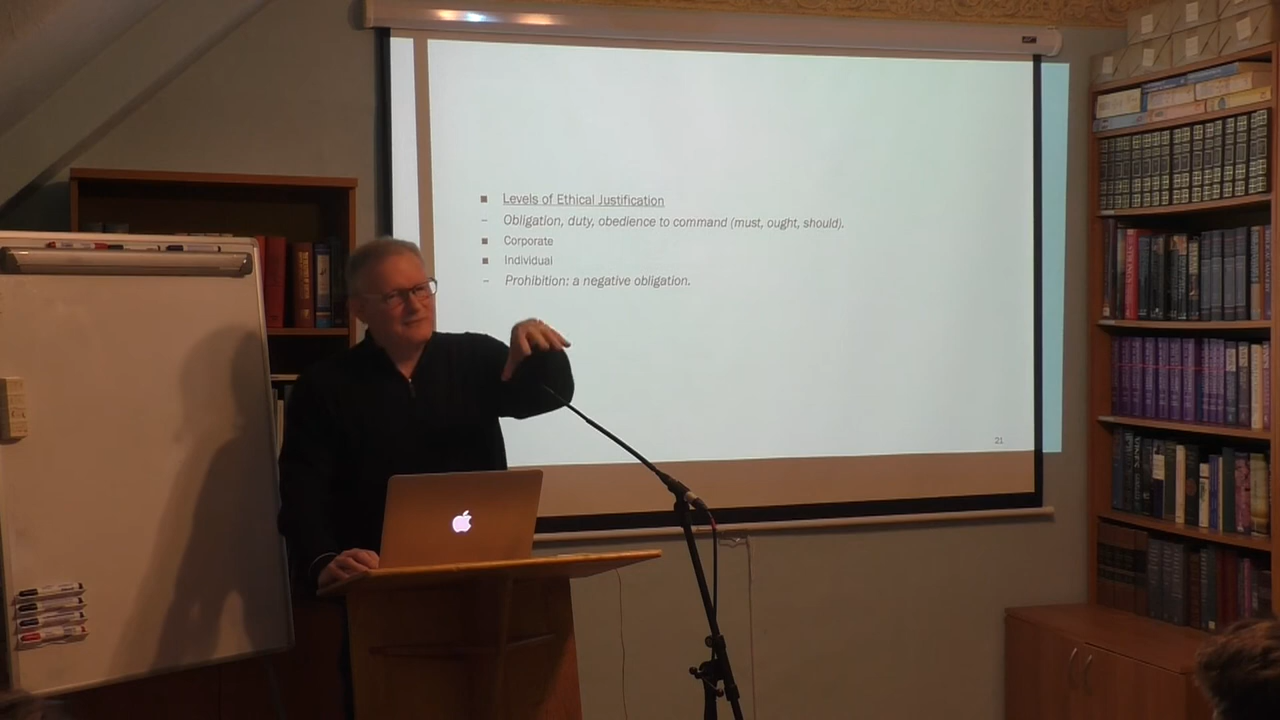 Levels of Ethical Justification
Obligation, duty, obedience to command (must, ought, should).
Corporate
Individual
Prohibition: a negative obligation.
21